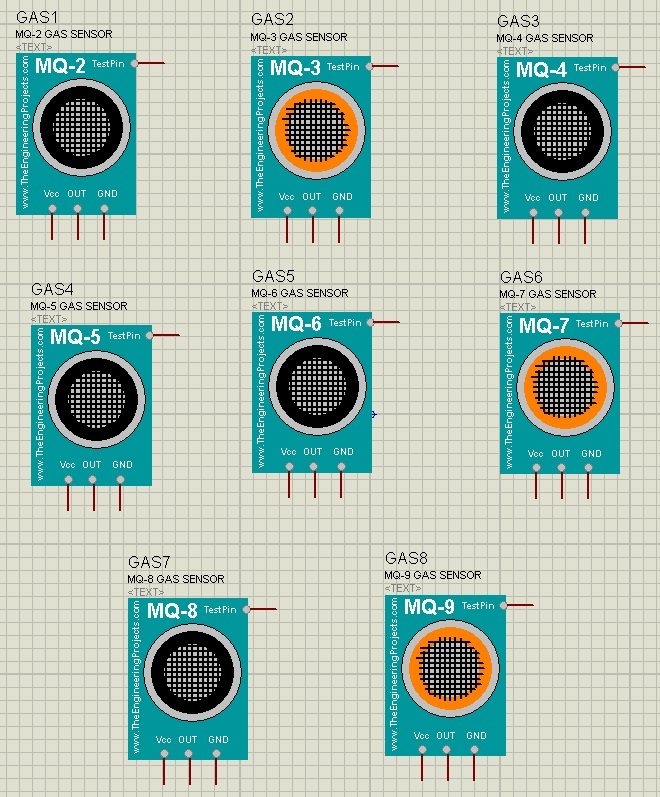 GAS1
MQ-2 GAS SENSOR
<TEXT>
MQ-2 TestPin
www.TheEngineeringProjects.com
Vcc OUT GND
GAS2
MQ-3 GAS SENSOR
<TEXT>
MQ-3 TestPin
www.TheEngineeringProjects.com
Vcc OUT GND
GAS3
MQ-4 GAS SENSOR
<TEXT>
MQ-4 TestPin
www.TheEngineeringProjects.com
Vcc OUT GND
GAS4
MQ-5 GAS SENSOR
<TEXT>
MQ-5 TestPin
www.TheEngineeringProjects.com
Vcc OUT GND
GAS5
MQ-6 GAS SENSOR
<TEXT>
MQ-6 TestPin
www.TheEngineeringProjects.com
Vcc OUT GND
GAS6
MQ-7 GAS SENSOR
<TEXT>
MQ-7 TestPin
www.TheEngineeringProjects.com
Vcc OUT GND
GAS7
MQ-8 GAS SENSOR
<TEXT>
MQ-8 TestPin
www.TheEngineeringProjects.com
Vcc OUT GND
GAS8
MQ-9 GAS SENSOR
<TEXT>
MQ-9 TestPin
www.TheEngineeringProjects.com
Vcc OUT GND